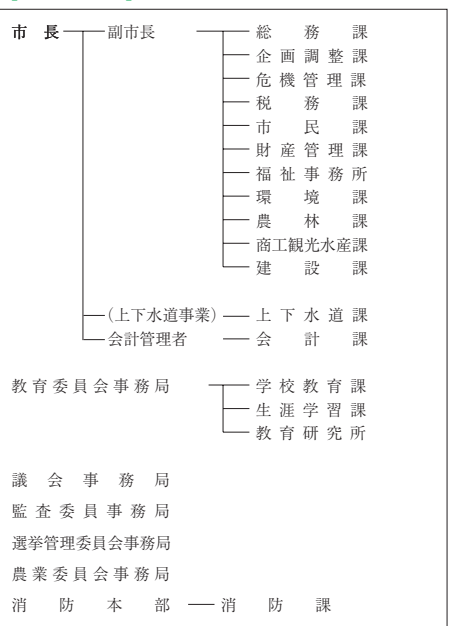 市長 副市長 総務課
企画調整課
危機管理課
税務課
市民課
財産管理課
福祉事務所
環境課
農林課
商工観光水産課
建設課
(上下水道事業) 上下水道課
会計管理者 会計課
教育委員会事務局 学校教育課
生涯学習課
教育研究所
議会事務局
監査委員事務局
選挙管理委員会事務局
農業委員会事務局
消防本部 消防課